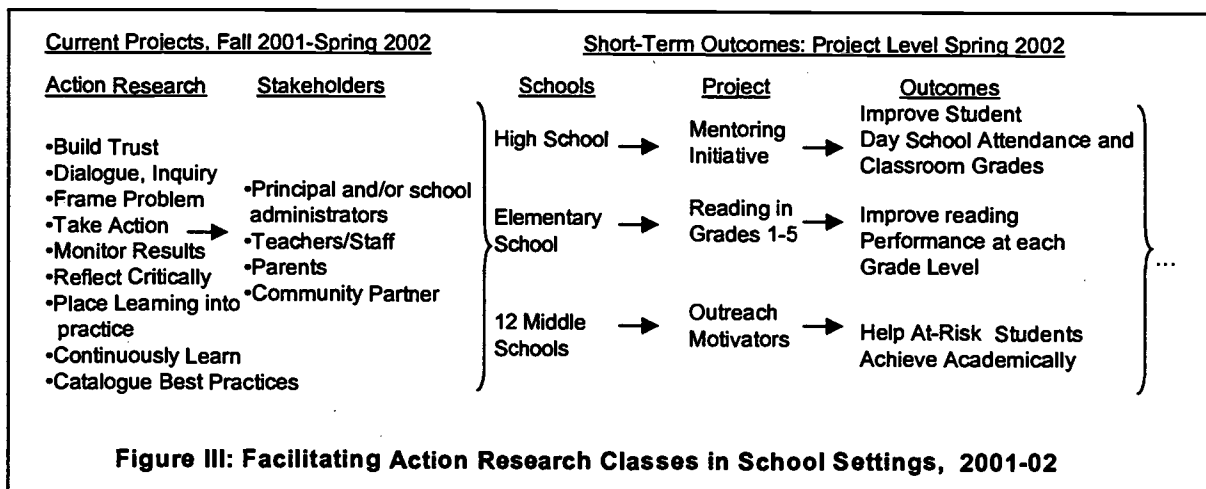 Current Projects, Fall 2001-Spring 2002
Short-Term Outcomes: Project Level Spring 2002
Action Research
Stakeholders
Schools
Project
Outcomes
•Build Trust
•Dialogue, Inquiry
•Frame Problem
•Take Action
•Monitor Results
•Reflect Critically
•Place Learning into
practice
•Continuously Learn
•Catalogue Best Practices
•Principal and/or school
administrators
•Teachers/Staff
•Parents
•Community Partner
High School
Mentoring
Initiative
Improve Student
Day School Attendance and
Classroom Grades
Elementary
School
Reading in
Grades 1-5
Improve reading
Performance at each
Grade Level
12 Middle
Schools
Outreach
Motivators
Help At-Risk Students
Achieve Academically
...
Figure III: Facilitating Action Research Classes in School Settings, 2001-02